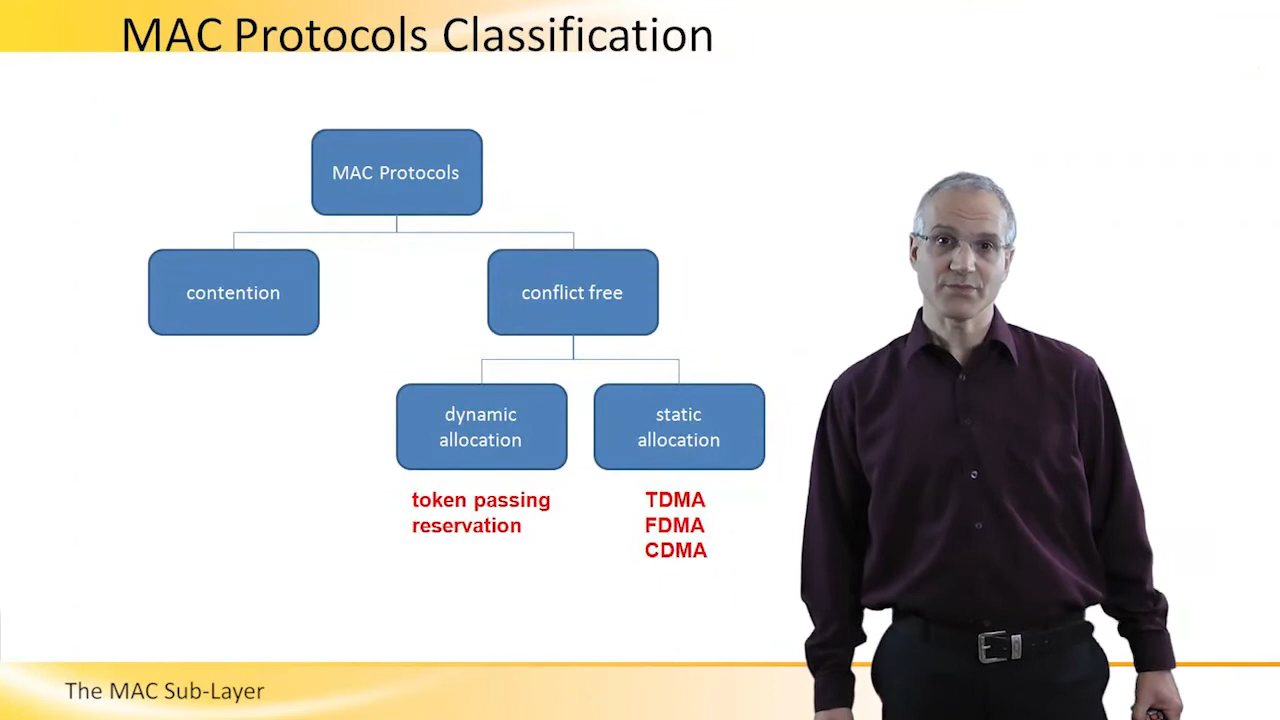 MAC Protocols Classification
MAC Protocols
contention
conflict free
dynamic
allocation
static
allocation
token passing
reservation
TDMA
FDMA
CDMA
The MAC Sub-Layer